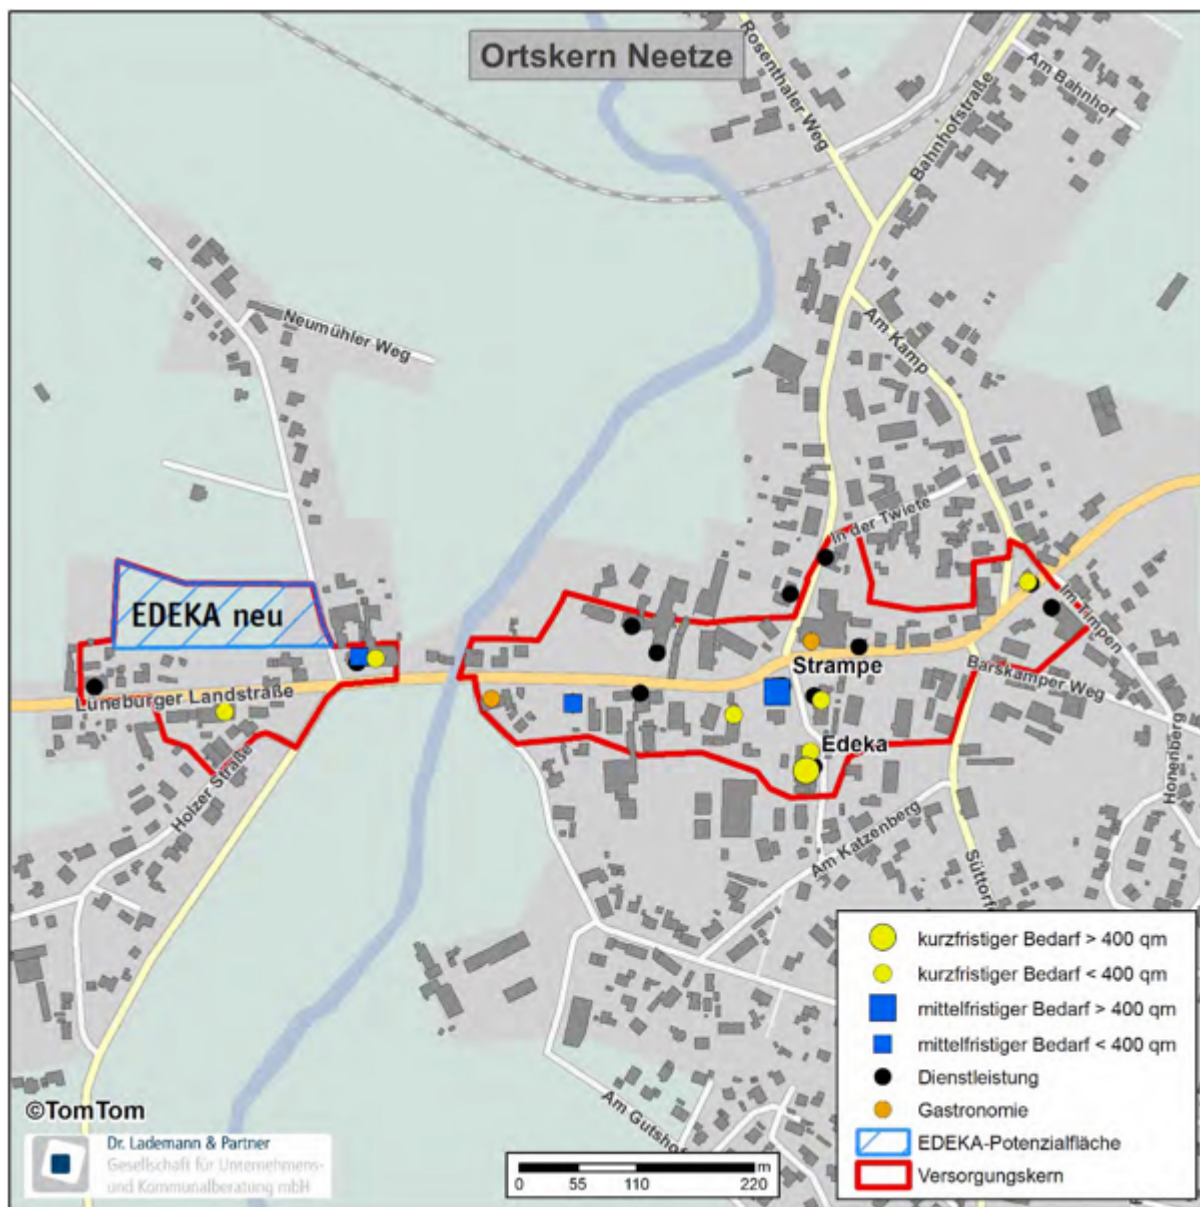 Ortskern Neetze
Rosenthaler Weg
Bahnhofstraße
Am Bahnhof
Neumühler Weg
Am Kamp
In der Twiete
EDEKA neu
Im Timpen
Strampe
Barskamper Weg
Lüneburger Landstraße
Edeka
Holzer Straße
Am Katzenberg
Honenberg
Süttorf
kurzfristiger Bedarf > 400 qm
kurzfristiger Bedarf < 400 qm
mittelfristiger Bedarf > 400 qm
mittelfristiger Bedarf < 400 qm
Dienstleistung
Gastronomie
EDEKA-Potenzialfläche
Versorgungskern
Am Gutshof
©TomTom
Dr. Lademann & Partner
Gesellschaft für Unternehmens-
und Kommunalberatung mbH
m
0 55 110 220